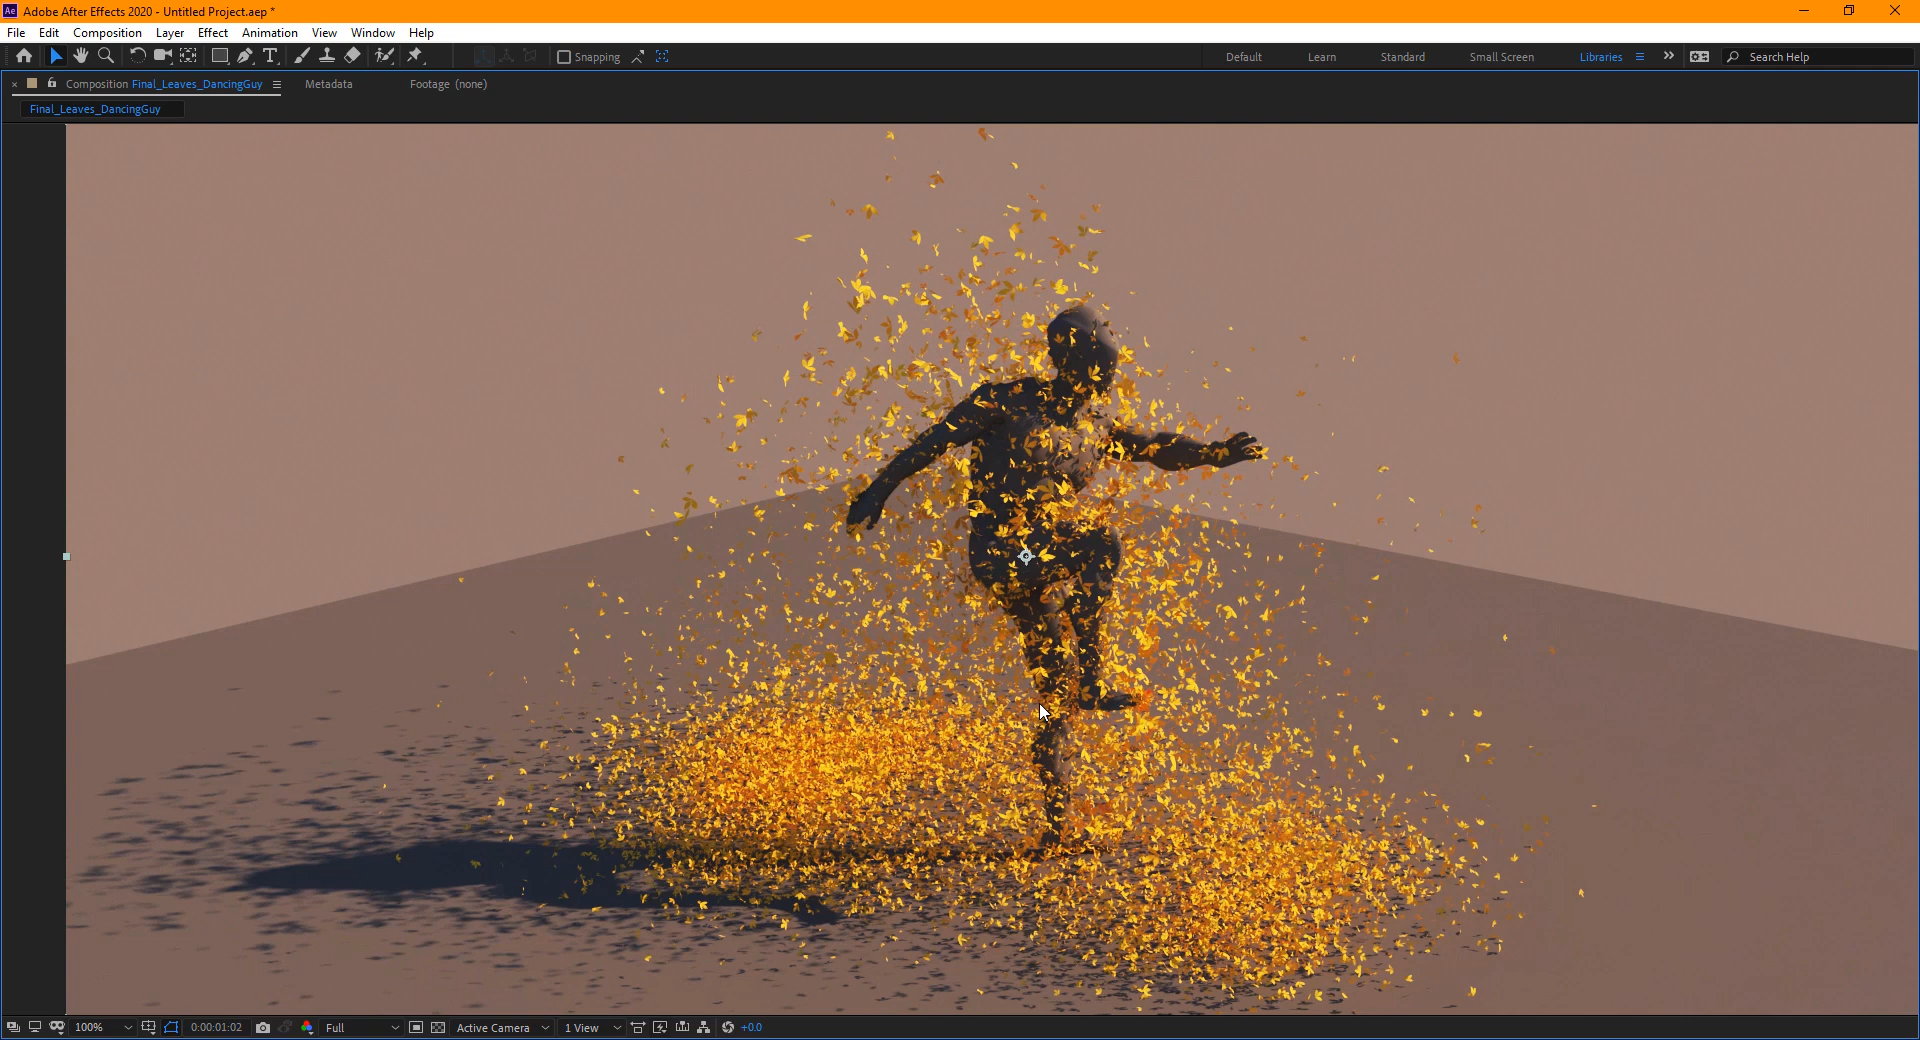 Ae Adobe After Effects 2020 - Untitled Project.aep *
File Edit Composition Layer Effect Animation View Window Help
T Snapping Default Learn Standard Small Screen Libraries Search Help
Composition Final_Leaves_DancingGuy Metadata Footage (none)
Final_Leaves_DancingGuy
100% 0:00:01:02 Full Active Camera 1 View +0.0